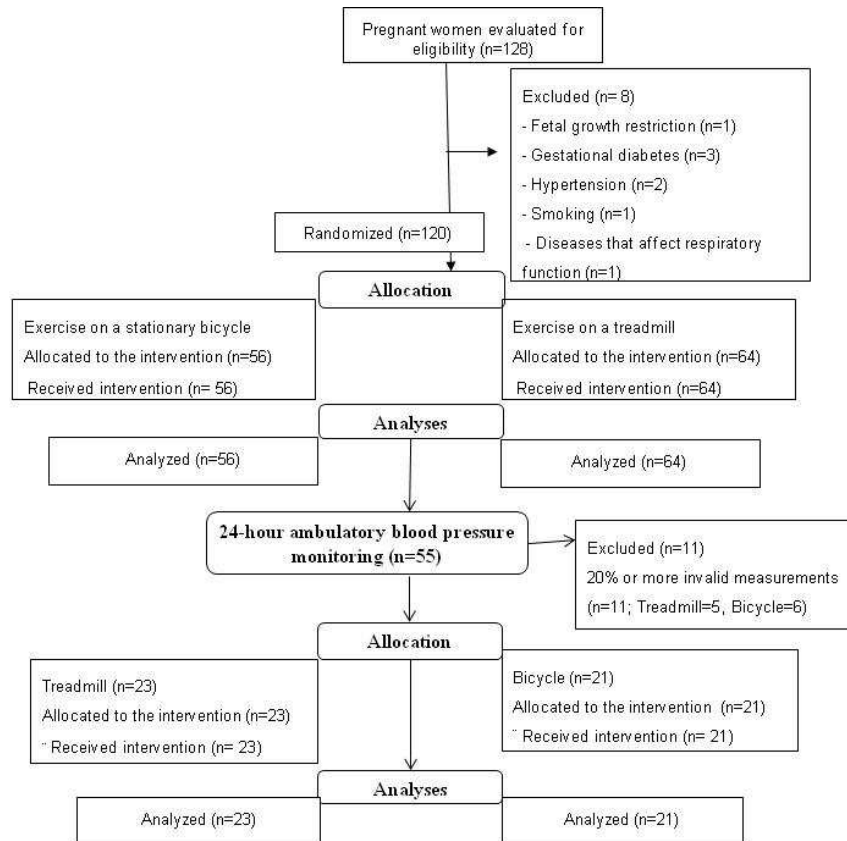 Pregnant women evaluated for
eligibility (n=128)
Excluded (n= 8)
- Fetal growth restriction (n=1)
- Gestational diabetes (n=3)
- Hypertension (n=2)
- Smoking (n=1)
- Diseases that affect respiratory
function (n=1)
Randomized (n=120)
Allocation
Exercise on a stationary bicycle
Allocated to the intervention (n=56)
Received intervention (n= 56)
Exercise on a treadmill
Allocated to the intervention (n=64)
Received intervention (n=64)
Analyses
Analyzed (n=56)
Analyzed (n=64)
24-hour ambulatory blood pressure
monitoring (n=55)
Excluded (n=11)
20% or more invalid measurements
(n=11; Treadmill=5, Bicycle=6)
Allocation
Treadmill (n=23)
Allocated to the intervention (n=23)
¨ Received intervention (n= 23)
Bicycle (n=21)
Allocated to the intervention (n=21)
¨ Received intervention (n= 21)
Analyses
Analyzed (n=23)
Analyzed (n=21)